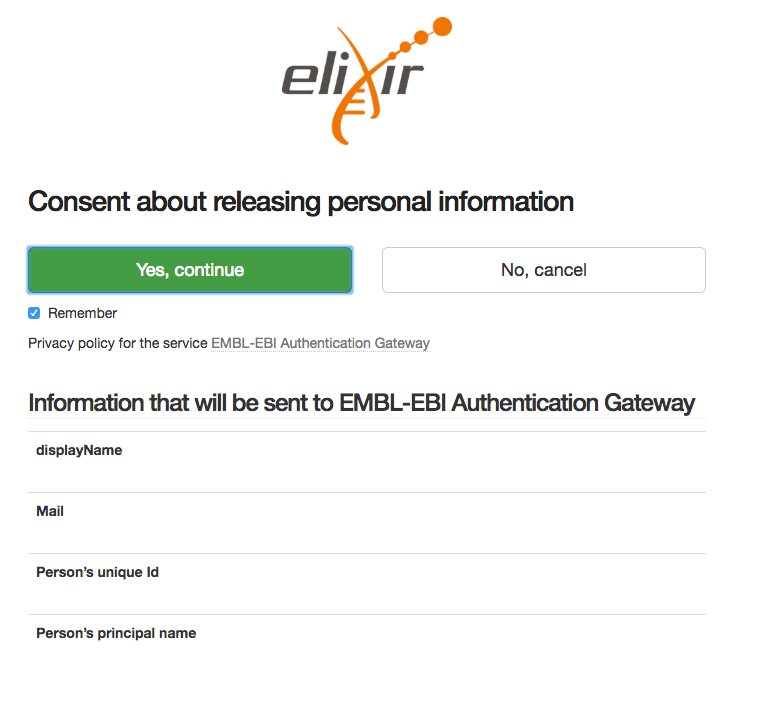 elixir
Consent about releasing personal information
Yes, continue
No, cancel
Remember
Privacy policy for the service EMBL-EBI Authentication Gateway
Information that will be sent to EMBL-EBI Authentication Gateway
displayName
Mail
Person’s unique Id
Person’s principal name